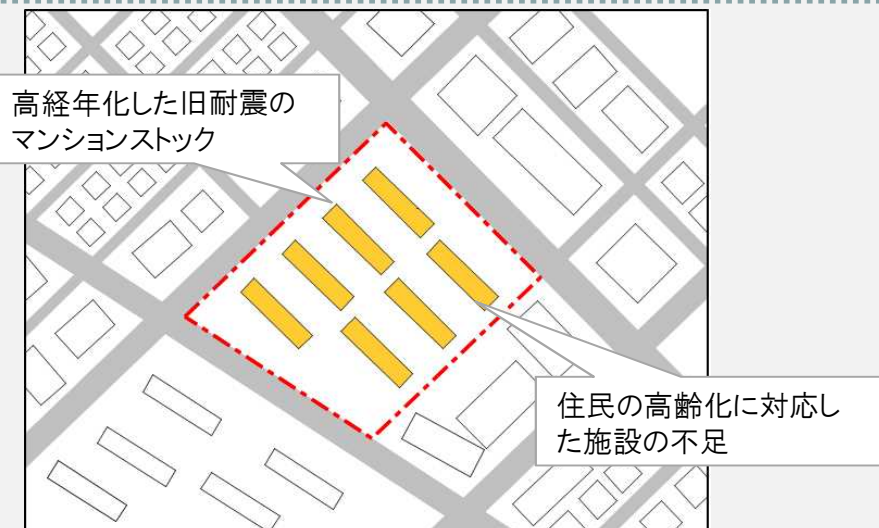 高経年化した旧耐震の
マンションストック
住民の高齢化に対応し
た施設の不足